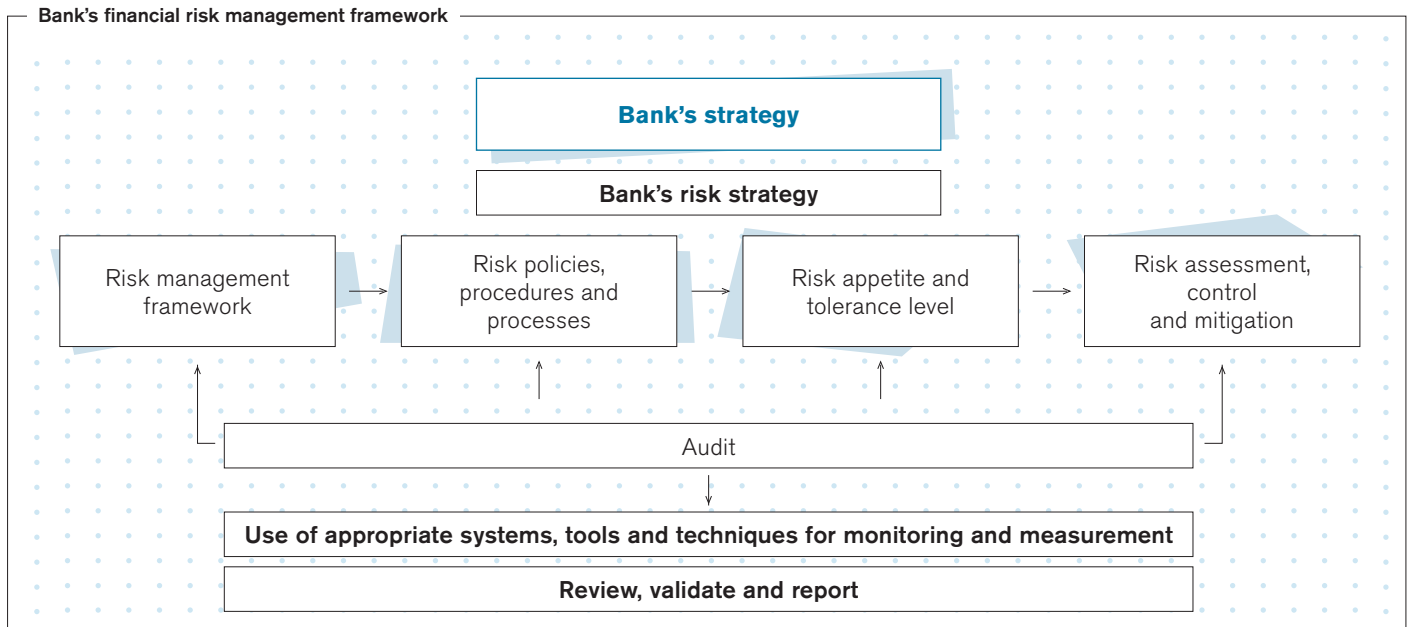 Bank’s financial risk management framework
Bank’s strategy
Bank’s risk strategy
Risk management
framework
Risk policies,
procedures and
processes
Risk appetite and
tolerance level
Risk assessment,
control
and mitigation
Audit
Use of appropriate systems, tools and techniques for monitoring and measurement
Review, validate and report